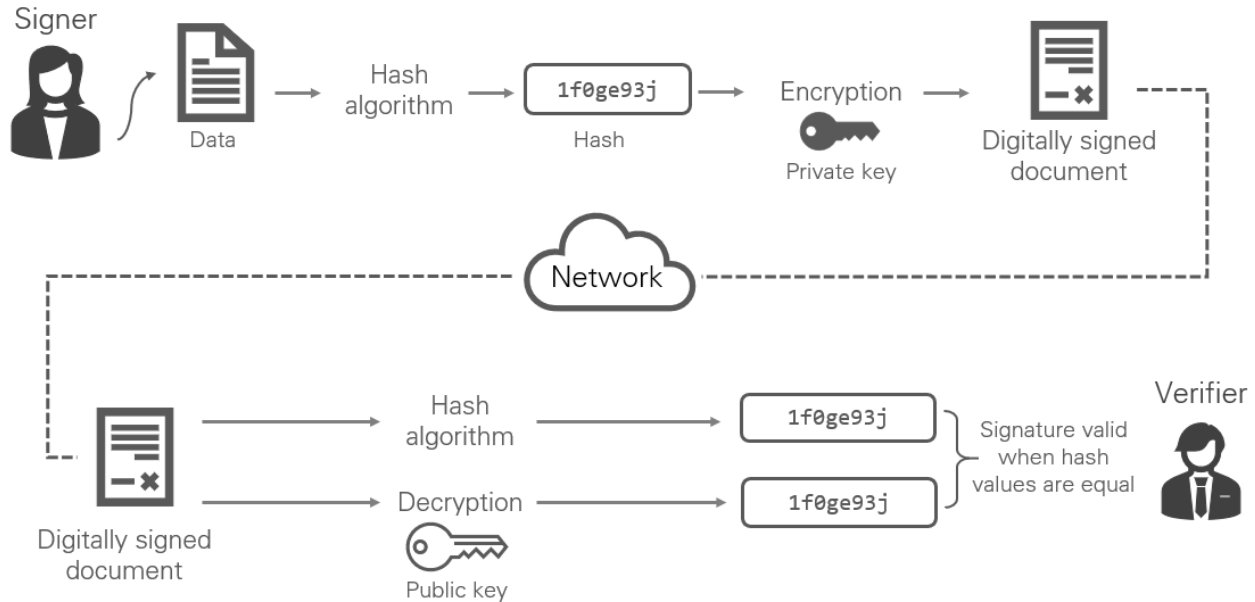 Signer
Data
Hash
algorithm
1f0ge93j
Hash
Encryption
Private key
Digitally signed
document
Network
Digitally signed
document
Hash
algorithm
Decryption
Public key
1f0ge93j
1f0ge93j
Signature valid
when hash
values are equal
Verifier